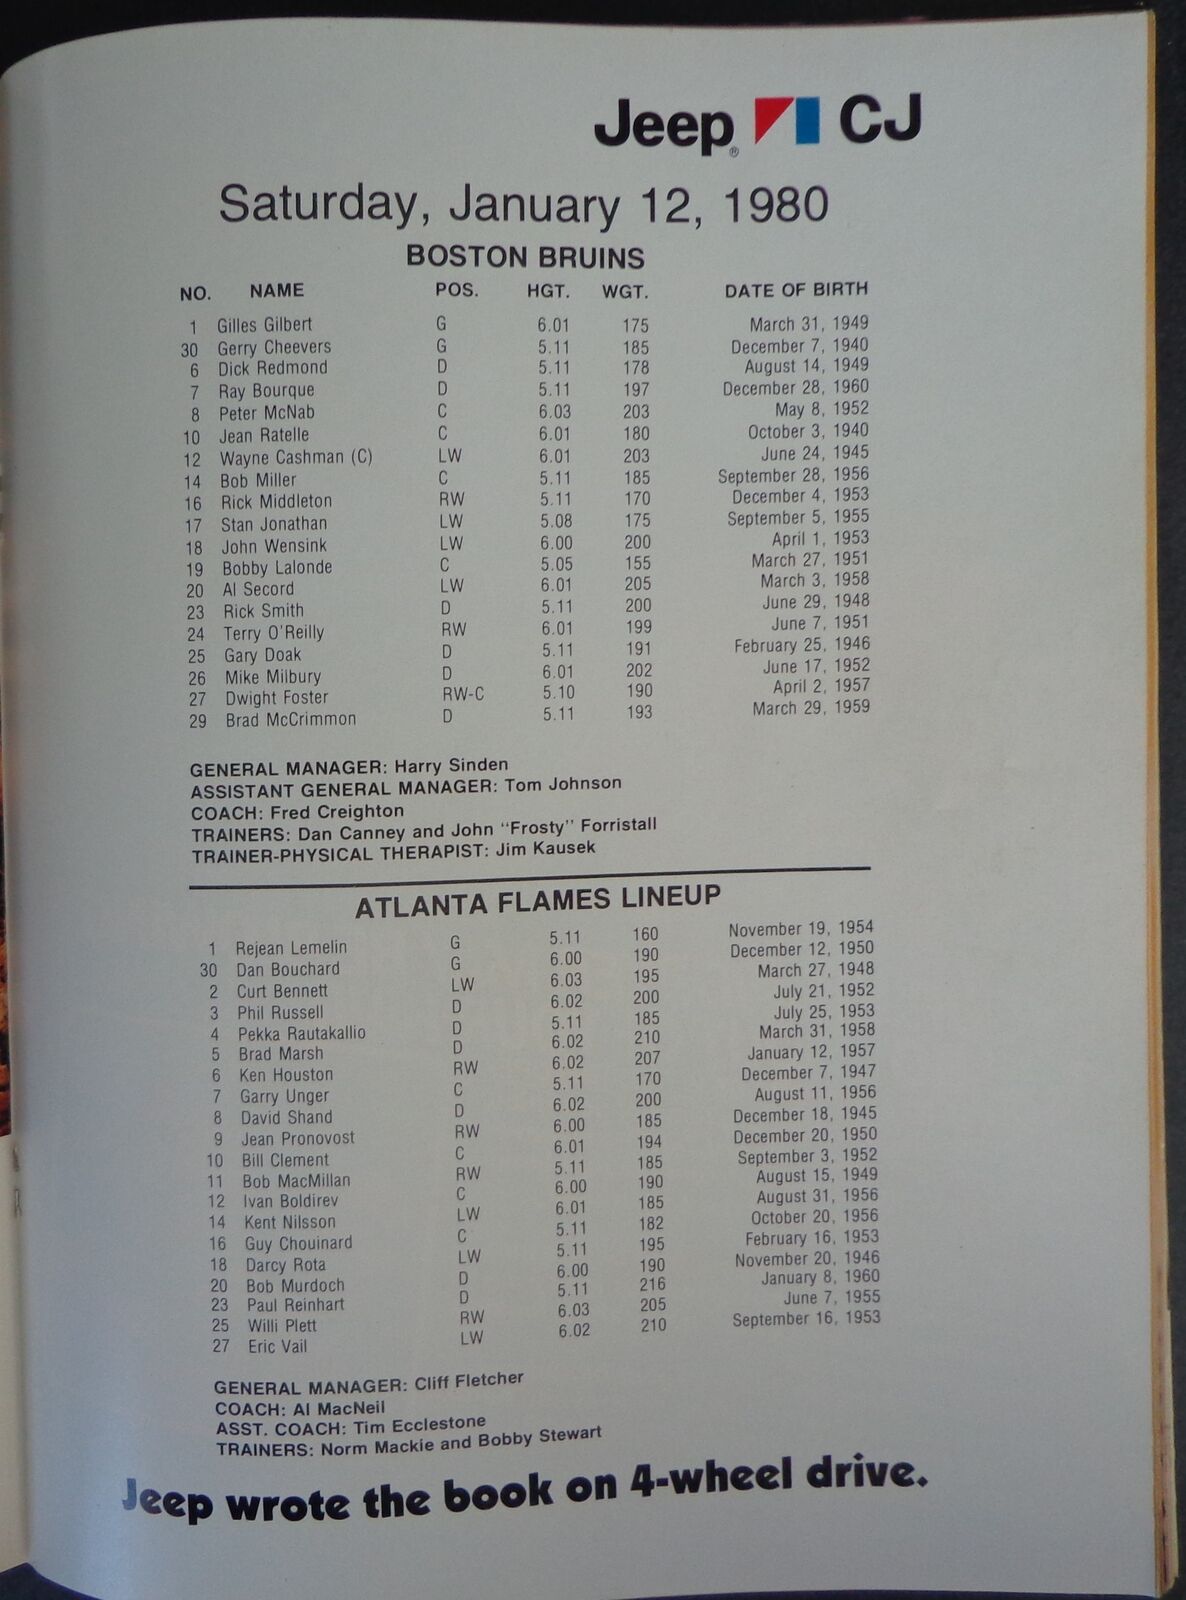 Jeep® CJ
Saturday, January 12, 1980
BOSTON BRUINS
NO. NAME POS. HGT. WGT. DATE OF BIRTH
1 Gilles Gilbert G 6.01 175 March 31, 1949
30 Gerry Cheevers G 5.11 185 December 7, 1940
6 Dick Redmond D 5.11 178 August 14, 1949
7 Ray Bourque D 5.11 197 December 28, 1960
8 Peter McNab C 6.03 203 May 8, 1952
10 Jean Ratelle C 6.01 180 October 3, 1940
12 Wayne Cashman (C) LW 6.01 203 June 24, 1945
14 Bob Miller C 5.11 185 September 28, 1956
16 Rick Middleton RW 5.11 170 December 4, 1953
17 Stan Jonathan LW 5.08 175 September 5, 1955
18 John Wensink LW 6.00 200 April 1, 1953
19 Bobby Lalonde C 5.05 155 March 27, 1951
20 Al Secord LW 6.01 205 March 3, 1958
23 Rick Smith D 5.11 200 June 29, 1948
24 Terry O'Reilly RW 6.01 199 June 7, 1951
25 Gary Doak D 5.11 191 February 25, 1946
26 Mike Milbury D 6.01 202 June 17, 1952
27 Dwight Foster RW-C 5.10 190 April 2, 1957
29 Brad McCrimmon D 5.11 193 March 29, 1959
GENERAL MANAGER: Harry Sinden
ASSISTANT GENERAL MANAGER: Tom Johnson
COACH: Fred Creighton
TRAINERS: Dan Canney and John "Frosty" Forristall
TRAINER-PHYSICAL THERAPIST: Jim Kausek
ATLANTA FLAMES LINEUP
1 Rejean Lemelin G 5.11 160 November 19, 1954
30 Dan Bouchard G 6.00 190 December 12, 1950
2 Curt Bennett LW 6.03 195 March 27, 1948
3 Phil Russell D 6.02 200 July 21, 1952
4 Pekka Rautakallio D 5.11 185 July 25, 1953
5 Brad Marsh D 6.02 210 March 31, 1958
6 Ken Houston RW 6.02 207 January 12, 1957
7 Garry Unger C 5.11 170 December 7, 1947
8 David Shand D 6.02 200 August 11, 1956
9 Jean Pronovost RW 6.00 185 December 18, 1945
10 Bill Clement C 6.01 194 December 20, 1950
11 Bob MacMillan RW 5.11 185 September 3, 1952
12 Ivan Boldirev C 6.00 190 August 15, 1949
14 Kent Nilsson LW 6.01 185 August 31, 1956
16 Guy Chouinard C 5.11 182 October 20, 1956
18 Darcy Rota LW 5.11 195 February 16, 1953
20 Bob Murdoch D 6.00 190 November 20, 1946
23 Paul Reinhart D 5.11 216 January 8, 1960
25 Willi Plett RW 6.03 205 June 7, 1955
27 Eric Vail LW 6.02 210 September 16, 1953
GENERAL MANAGER: Cliff Fletcher
COACH: Al MacNeil
ASST. COACH: Tim Ecclestone
TRAINERS: Norm Mackie and Bobby Stewart
Jeep wrote the book on 4-wheel drive.